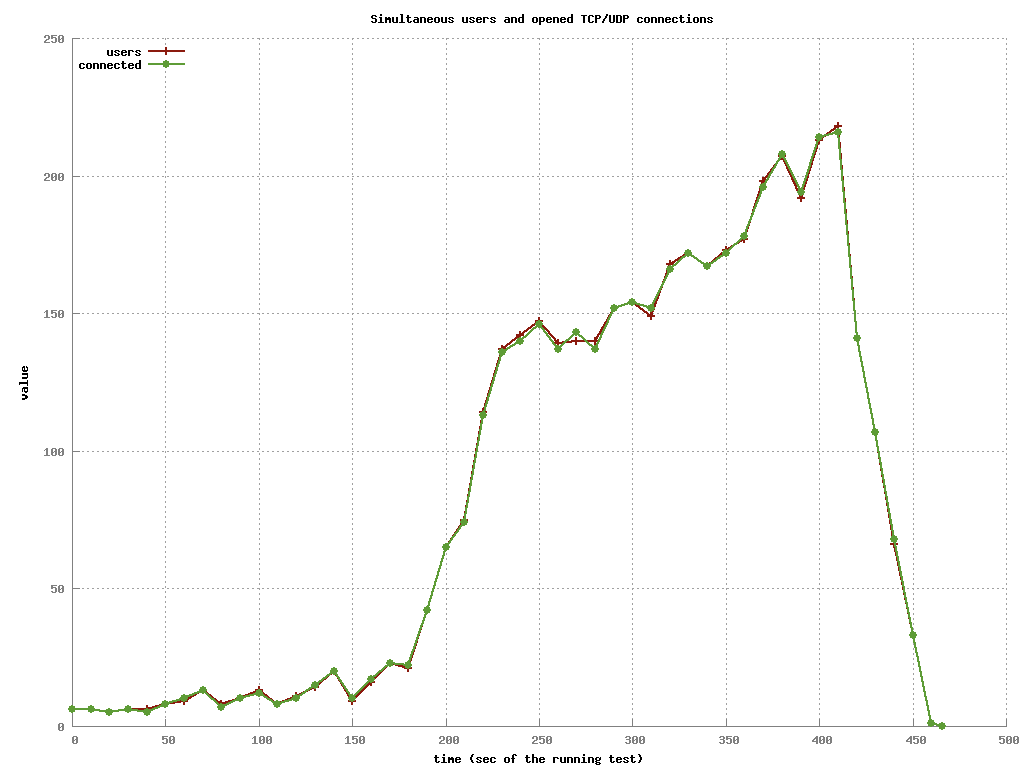 Simultaneous users and opened TCP/UDP connections
250
users
connected
200
150
value
100
50
0
0 50 100 150 200 250 300 350 400 450 500
time (sec of the running test)